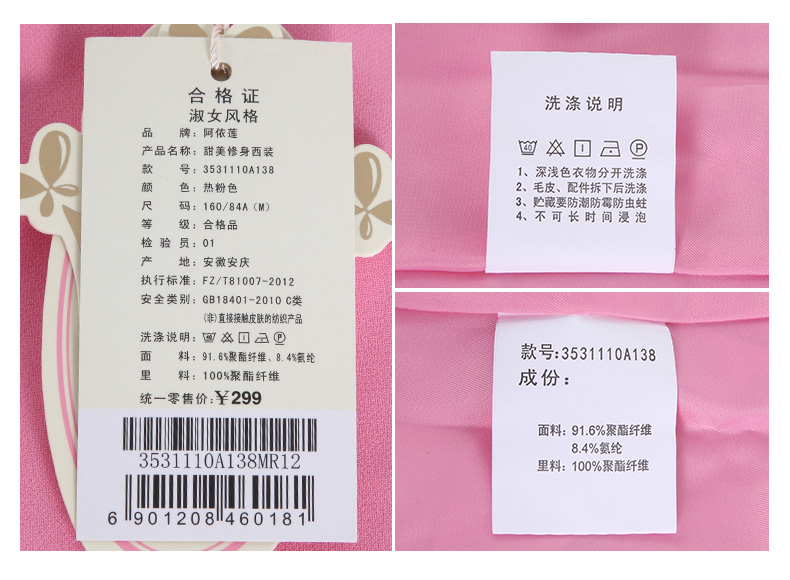 合格证
淑女风格
品 牌：阿依莲
产品名称：甜美修身西装
款 号：3531110A138
颜 色：热粉色
尺 码：160/84A（M）
等 级：合格品
检 验 员：01
产 地：安徽安庆
执行标准：FZ/T81007-2012
安全类别：GB18401-2010 C类
(非)直接接触皮肤的纺织产品
洗涤说明：40 P
面 料：91.6%聚酯纤维、8.4%氨纶
里 料：100%聚酯纤维
统一零售价：¥299
3531110A138MR12
6 901208 460181
洗涤说明
40 P
1、深浅色衣物分开洗涤
2、毛皮、配件拆下后洗涤
3、贮藏要防潮防霉防虫蛀
4、不可长时间浸泡
款号：3531110A138
成份：
面料：91.6%聚酯纤维
8.4%氨纶
里料：100%聚酯纤维